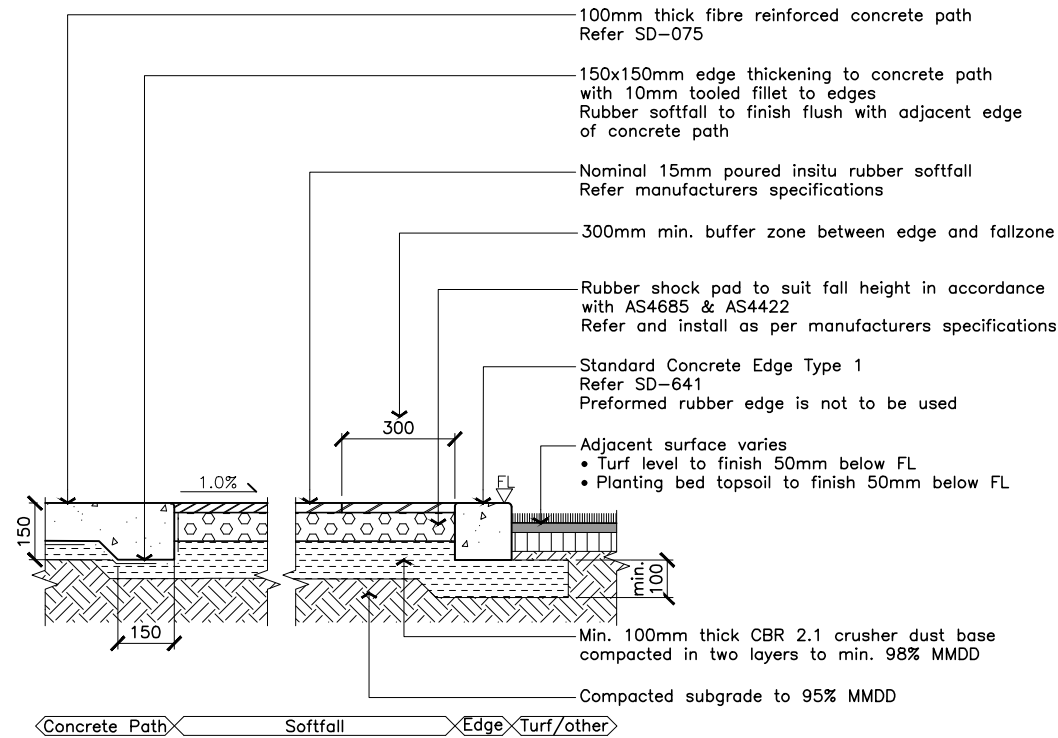 100mm thick fibre reinforced concrete path
Refer SD-075
150x150mm edge thickening to concrete path
with 10mm tooled fillet to edges
Rubber softfall to finish flush with adjacent edge
of concrete path
Nominal 15mm poured insitu rubber softfall
Refer manufacturers specifications
300mm min. buffer zone between edge and fallzone
Rubber shock pad to suit fall height in accordance
with AS4685 & AS4422
Refer and install as per manufacturers specifications
Standard Concrete Edge Type 1
Refer SD-641
Preformed rubber edge is not to be used
300
Adjacent surface varies
• Turf level to finish 50mm below FL
• Planting bed topsoil to finish 50mm below FL
1.0%
FL
150
min.
100
150
Min. 100mm thick CBR 2.1 crusher dust base
compacted in two layers to min. 98% MMDD
Compacted subgrade to 95% MMDD
Concrete Path Softfall Edge Turf/other